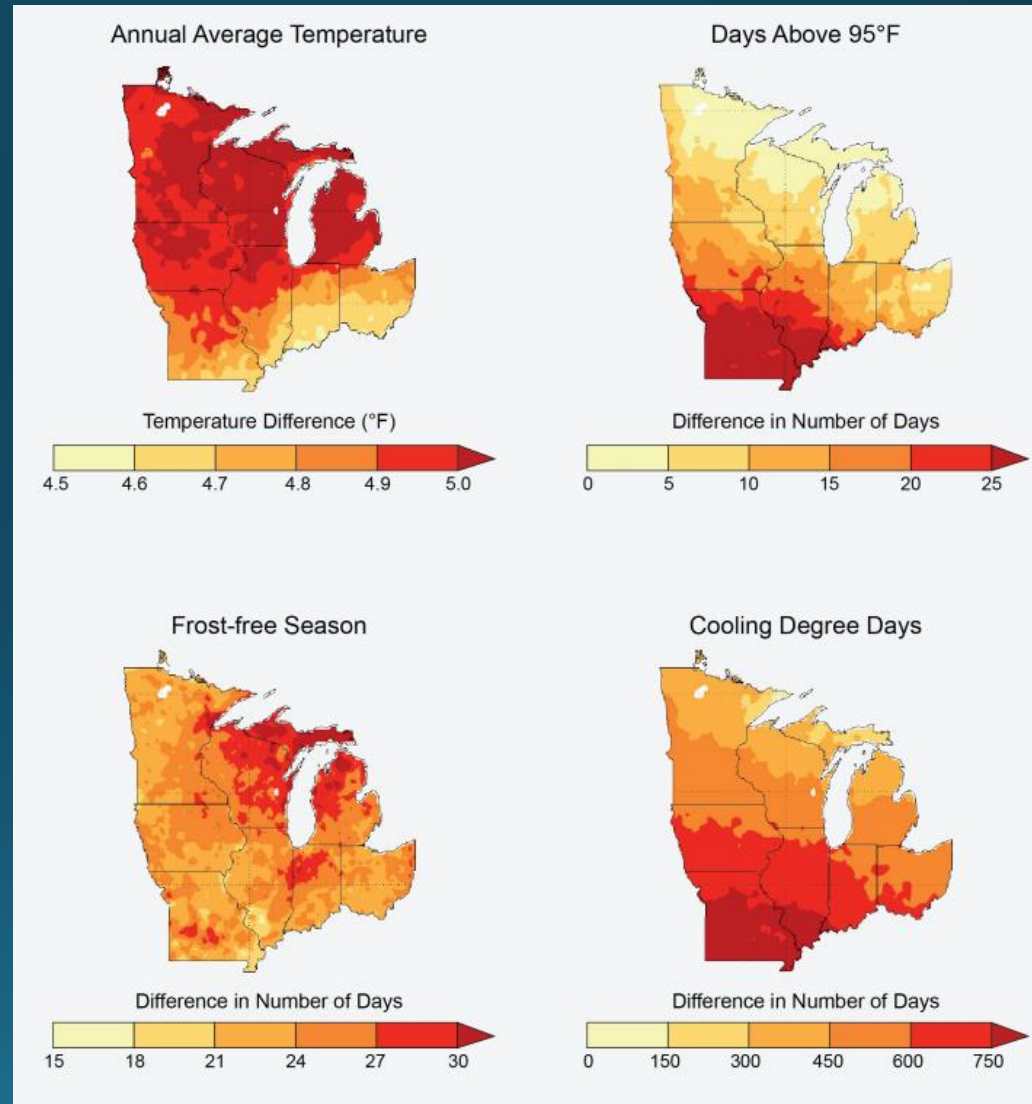 Annual Average Temperature
Days Above 95°F
Temperature Difference (°F)
4.5 4.6 4.7 4.8 4.9 5.0
Difference in Number of Days
0 5 10 15 20 25
Frost-free Season
Cooling Degree Days
Difference in Number of Days
15 18 21 24 27 30
Difference in Number of Days
0 150 300 450 600 750